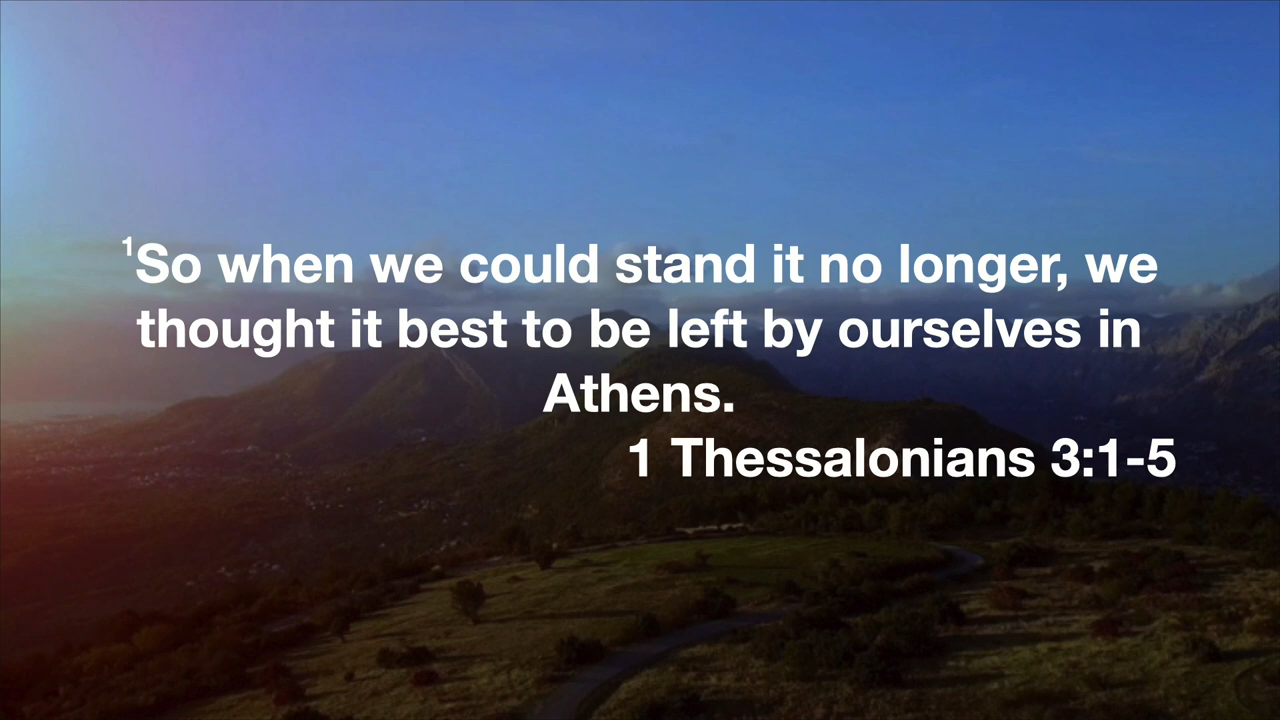 ¹So when we could stand it no longer, we
thought it best to be left by ourselves in
Athens.
1 Thessalonians 3:1-5